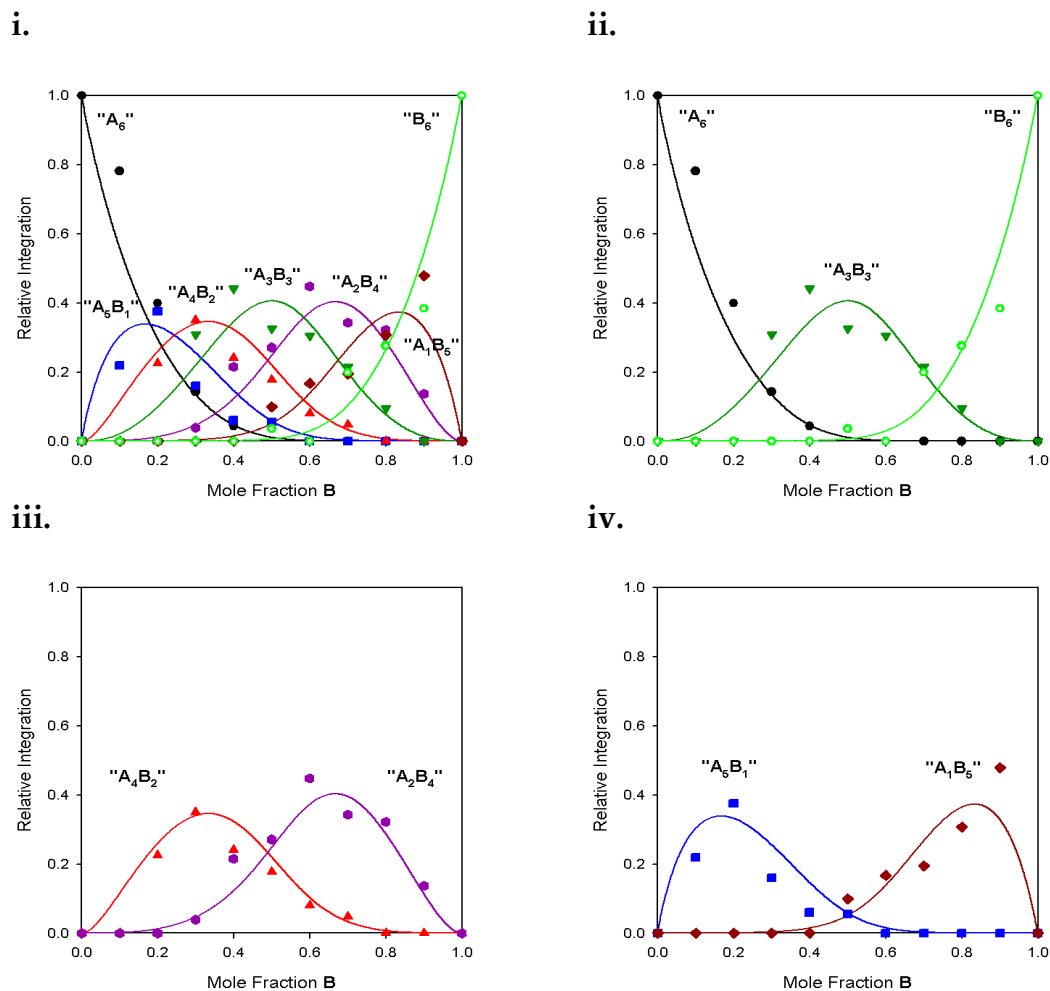 i.
ii.
1.0
0.8
0.6
0.4
0.2
0.0
Relative Integration
"A6"
"B6"
"A5B1"
"A4B2"
"A3B3"
"A2B4"
"A1B5"
0.0 0.2 0.4 0.6 0.8 1.0
Mole Fraction B
1.0
0.8
0.6
0.4
0.2
0.0
Relative Integration
"A6"
"B6"
"A3B3"
0.0 0.2 0.4 0.6 0.8 1.0
Mole Fraction B
iii.
iv.
1.0
0.8
0.6
0.4
0.2
0.0
Relative Integration
"A4B2"
"A2B4"
0.0 0.2 0.4 0.6 0.8 1.0
Mole Fraction B
1.0
0.8
0.6
0.4
0.2
0.0
Relative Integration
"A5B1"
"A1B5"
0.0 0.2 0.4 0.6 0.8 1.0
Mole Fraction B